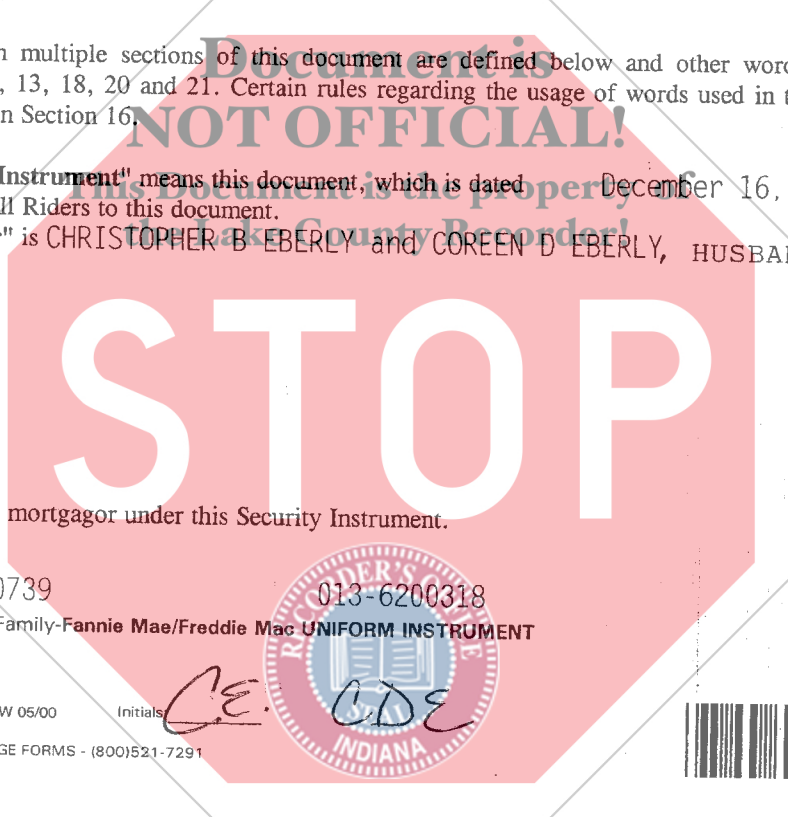 Document is
n multiple sections of this document are defined below and other word
, 13, 18, 20 and 21. Certain rules regarding the usage of words used in t
n Section 16.
NOT OFFICIAL!
Instrument" means this document, which is dated December 16,
This Document is the property of
ll Riders to this document.
the Lake County Recorder!
" is CHRISTOPHER B EBERLY and COREEN D EBERLY, HUSBA
STOP
mortgagor under this Security Instrument.
0739 013-6200318
Family-Fannie Mae/Freddie Mac UNIFORM INSTRUMENT
RECORDER'S OFFICE
W 05/00 Initials: C.E. CDE
SEAL
INDIANA
GE FORMS - (800)521-7291